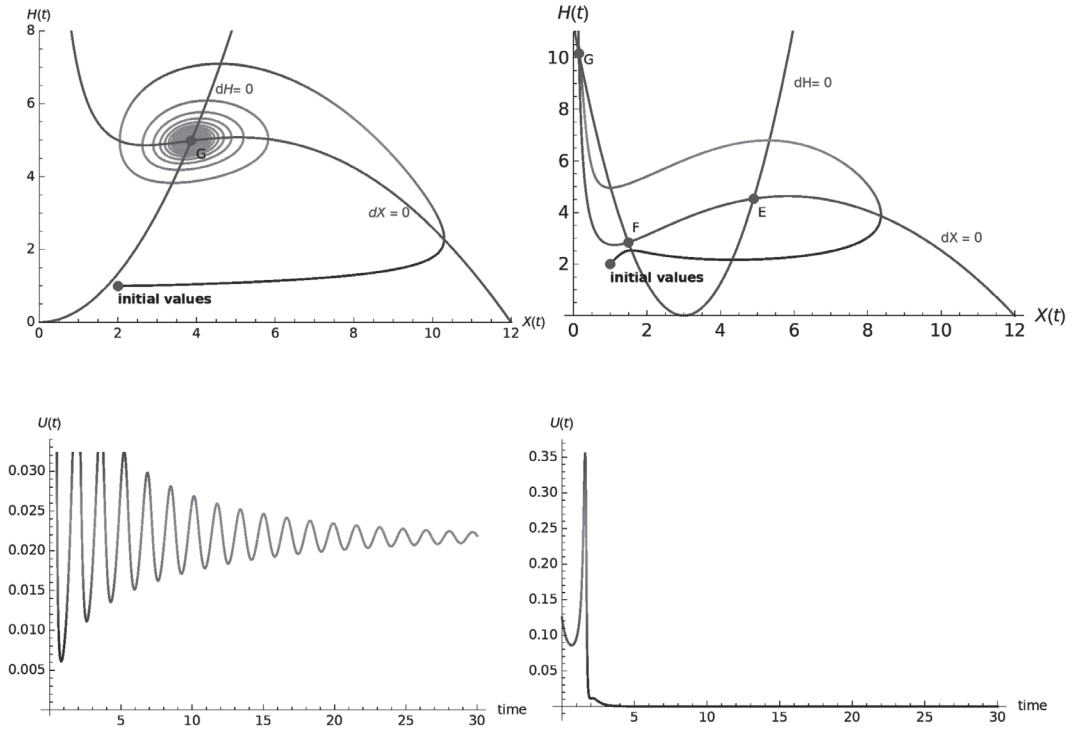 H(t)
8
6
4
2
0
dH= 0
G
dX = 0
initial values
0
2
4
6
8
10
12
X(t)
H(t)
10
8
6
4
2
0
G
dH= 0
E
F
dX = 0
initial values
0
2
4
6
8
10
12
X(t)
U(t)
0.030
0.025
0.020
0.015
0.010
0.005
5
10
15
20
25
30
time
U(t)
0.35
0.30
0.25
0.20
0.15
0.10
0.05
5
10
15
20
25
30
time